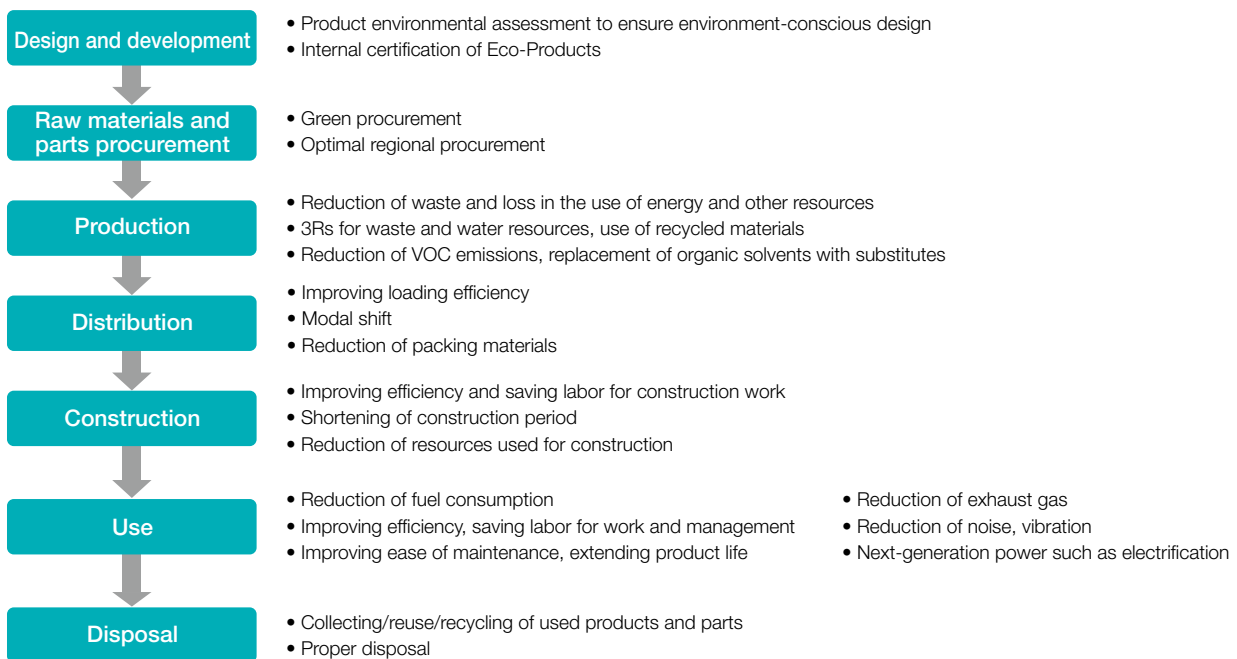 Design and development
• Product environmental assessment to ensure environment-conscious design
• Internal certification of Eco-Products
Raw materials and
parts procurement
• Green procurement
• Optimal regional procurement
Production
• Reduction of waste and loss in the use of energy and other resources
• 3Rs for waste and water resources, use of recycled materials
• Reduction of VOC emissions, replacement of organic solvents with substitutes
Distribution
• Improving loading efficiency
• Modal shift
• Reduction of packing materials
Construction
• Improving efficiency and saving labor for construction work
• Shortening of construction period
• Reduction of resources used for construction
Use
• Reduction of fuel consumption
• Improving efficiency, saving labor for work and management
• Improving ease of maintenance, extending product life
• Reduction of exhaust gas
• Reduction of noise, vibration
• Next-generation power such as electrification
Disposal
• Collecting/reuse/recycling of used products and parts
• Proper disposal